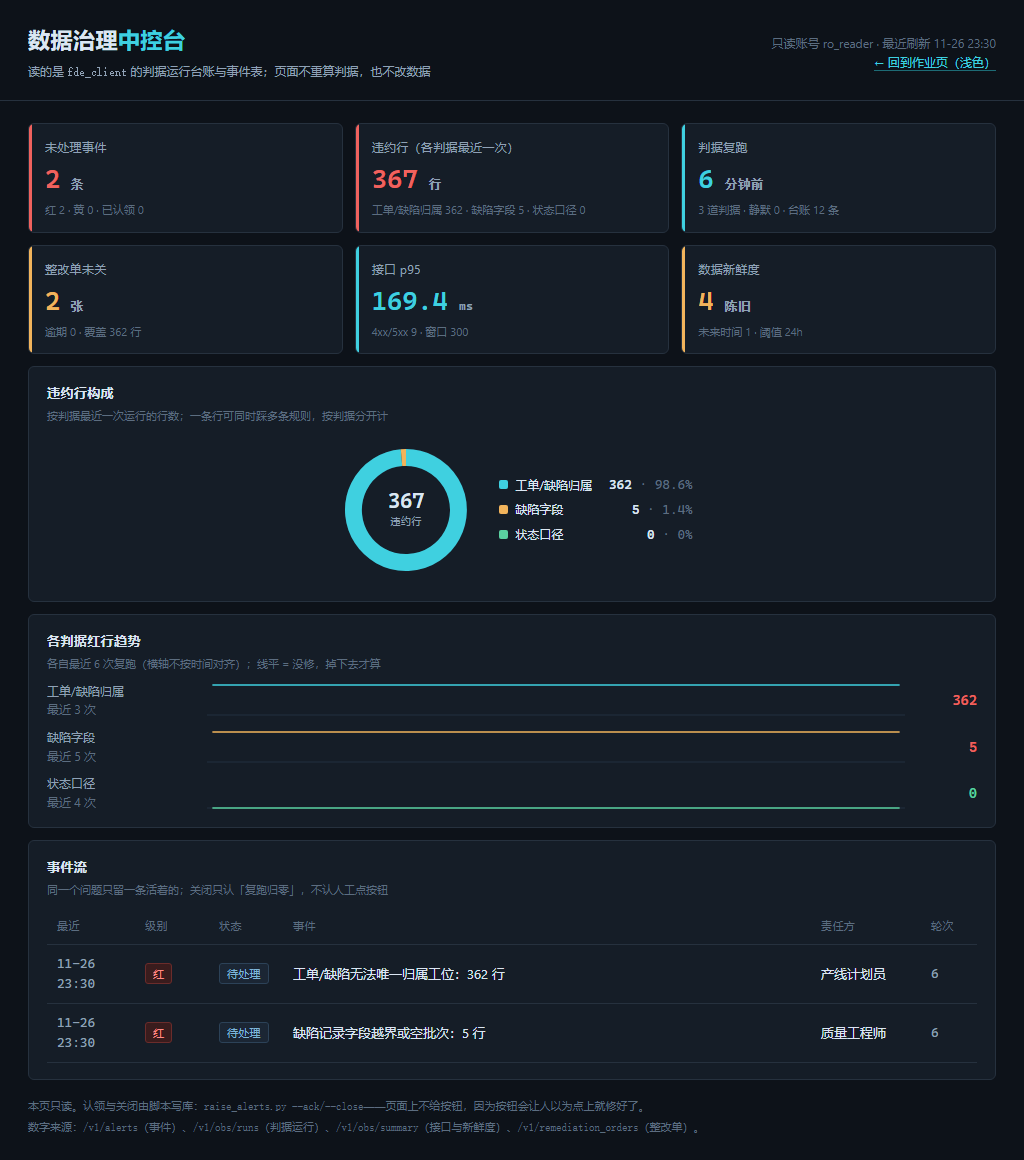 数据治理中控台
只读账号 ro_reader · 最近刷新 11-26 23:30
读的是 fde_client 的判据运行台账与事件表；页面不重算判据，也不改数据
← 回到作业页（浅色）
未处理事件
2 条
红 2 · 黄 0 · 已认领 0
违约行（各判据最近一次）
367 行
工单/缺陷归属 362 · 缺陷字段 5 · 状态口径 0
判据复跑
6 分钟前
3 道判据 · 静默 0 · 台账 12 条
整改单未关
2 张
逾期 0 · 覆盖 362 行
接口 p95
169.4 ms
4xx/5xx 9 · 窗口 300
数据新鲜度
4 陈旧
未来时间 1 · 阈值 24h
违约行构成
按判据最近一次运行的行数；一条行可同时踩多条规则，按判据分开计
367
违约行
工单/缺陷归属 362 · 98.6%
缺陷字段 5 · 1.4%
状态口径 0 · 0%
各判据红行趋势
各自最近 6 次复跑（横轴不按时间对齐）；线平 = 没修，掉下去才算
工单/缺陷归属
最近 3 次
362
缺陷字段
最近 5 次
5
状态口径
最近 4 次
0
事件流
同一个问题只留一条活着的；关闭只认「复跑归零」，不认人工点按钮
最近 级别 状态 事件 责任方 轮次
11-26 23:30 红 待处理 工单/缺陷无法唯一归属工位：362 行 产线计划员 6
11-26 23:30 红 待处理 缺陷记录字段越界或空批次：5 行 质量工程师 6
本页只读。认领与关闭由脚本写库：raise_alerts.py --ack/--close——页面上不给按钮，因为按钮会让人以为点上就修好了。
数字来源：/v1/alerts（事件）、/v1/obs/runs（判据运行）、/v1/obs/summary（接口与新鲜度）、/v1/remediation_orders（整改单）。